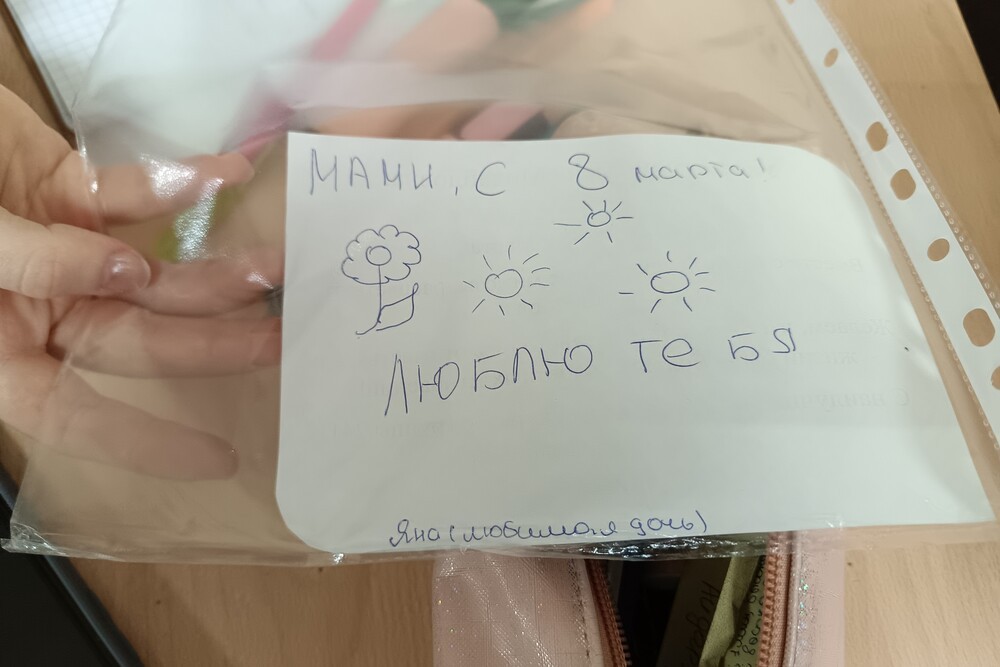 МАМИ, С 8 марта!
ЛЮБЛЮ ТЕБЯ
Яна (любимая дочь)